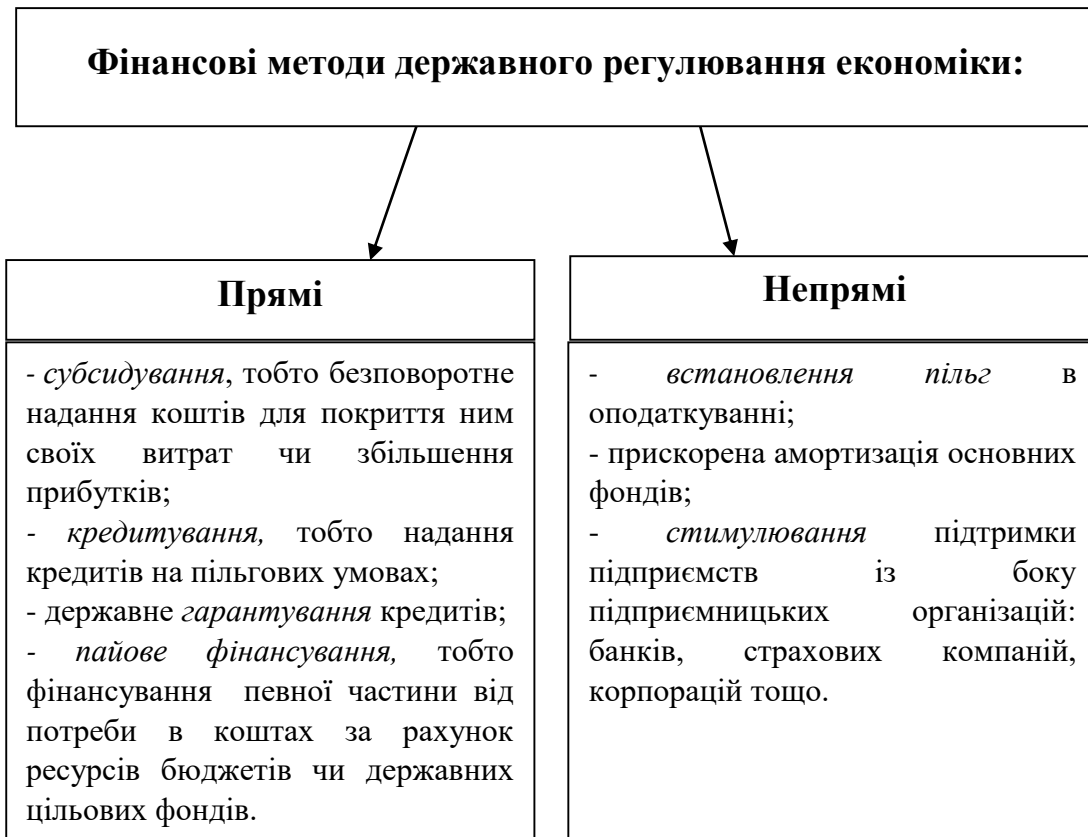 Фінансові методи державного регулювання економіки:
Прямі
- субсидування, тобто безповоротне
надання коштів для покриття ним
своїх витрат чи збільшення
прибутків;
- кредитування, тобто надання
кредитів на пільгових умовах;
- державне гарантування кредитів;
- пайове фінансування, тобто
фінансування певної частини від
потреби в коштах за рахунок
ресурсів бюджетів чи державних
цільових фондів.
Непрямі
- встановлення пільг в
оподаткуванні;
- прискорена амортизація основних
фондів;
- стимулювання підтримки
підприємств із боку
підприємницьких організацій:
банків, страхових компаній,
корпорацій тощо.